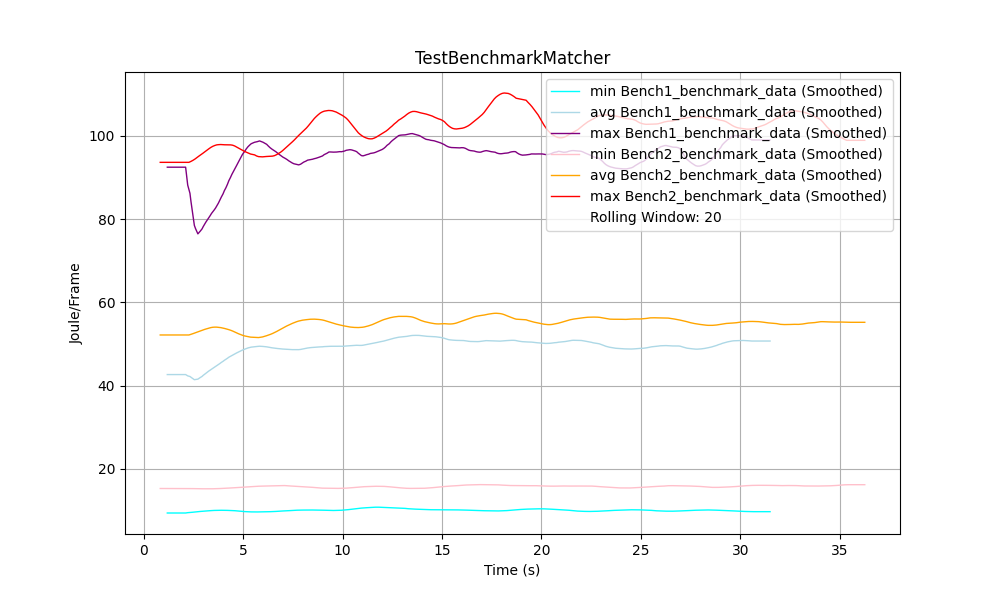 TestBenchmarkMatcher
min Bench1_benchmark_data (Smoothed)
avg Bench1_benchmark_data (Smoothed)
max Bench1_benchmark_data (Smoothed)
min Bench2_benchmark_data (Smoothed)
avg Bench2_benchmark_data (Smoothed)
max Bench2_benchmark_data (Smoothed)
Rolling Window: 20
Joule/Frame
100
80
60
40
20
0 5 10 15 20 25 30 35
Time (s)